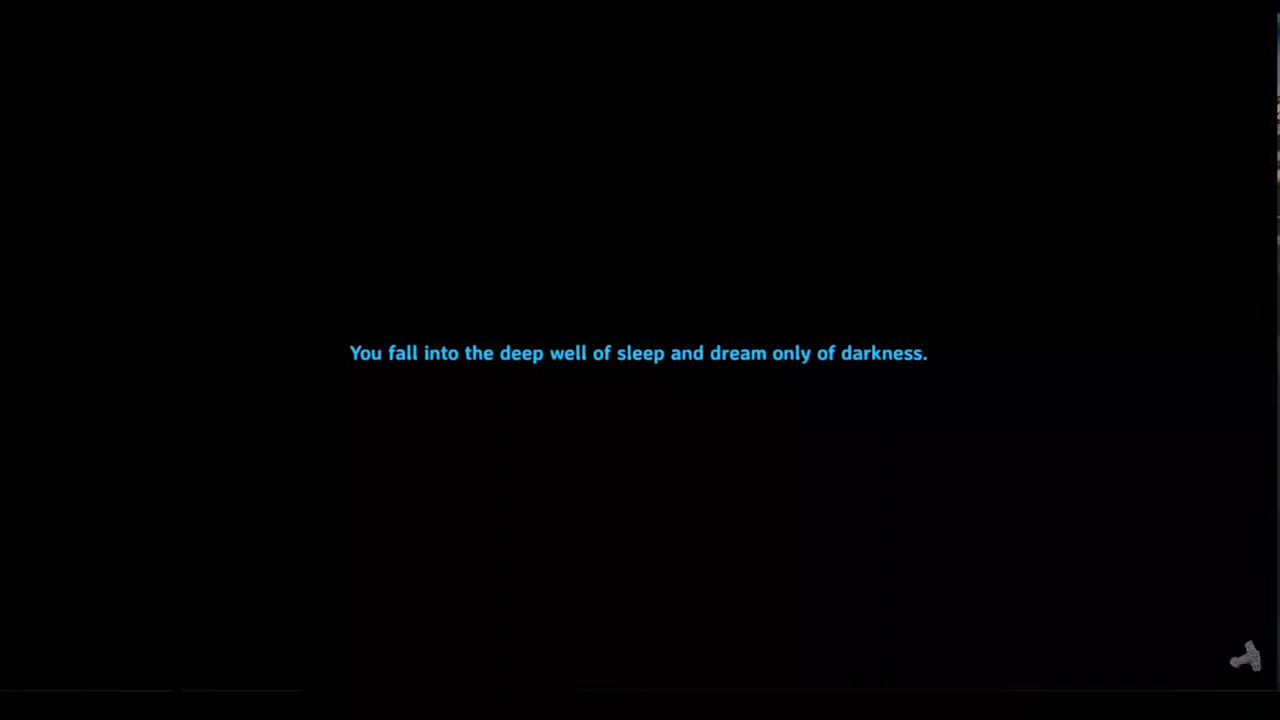 You fall into the deep well of sleep and dream only of darkness.